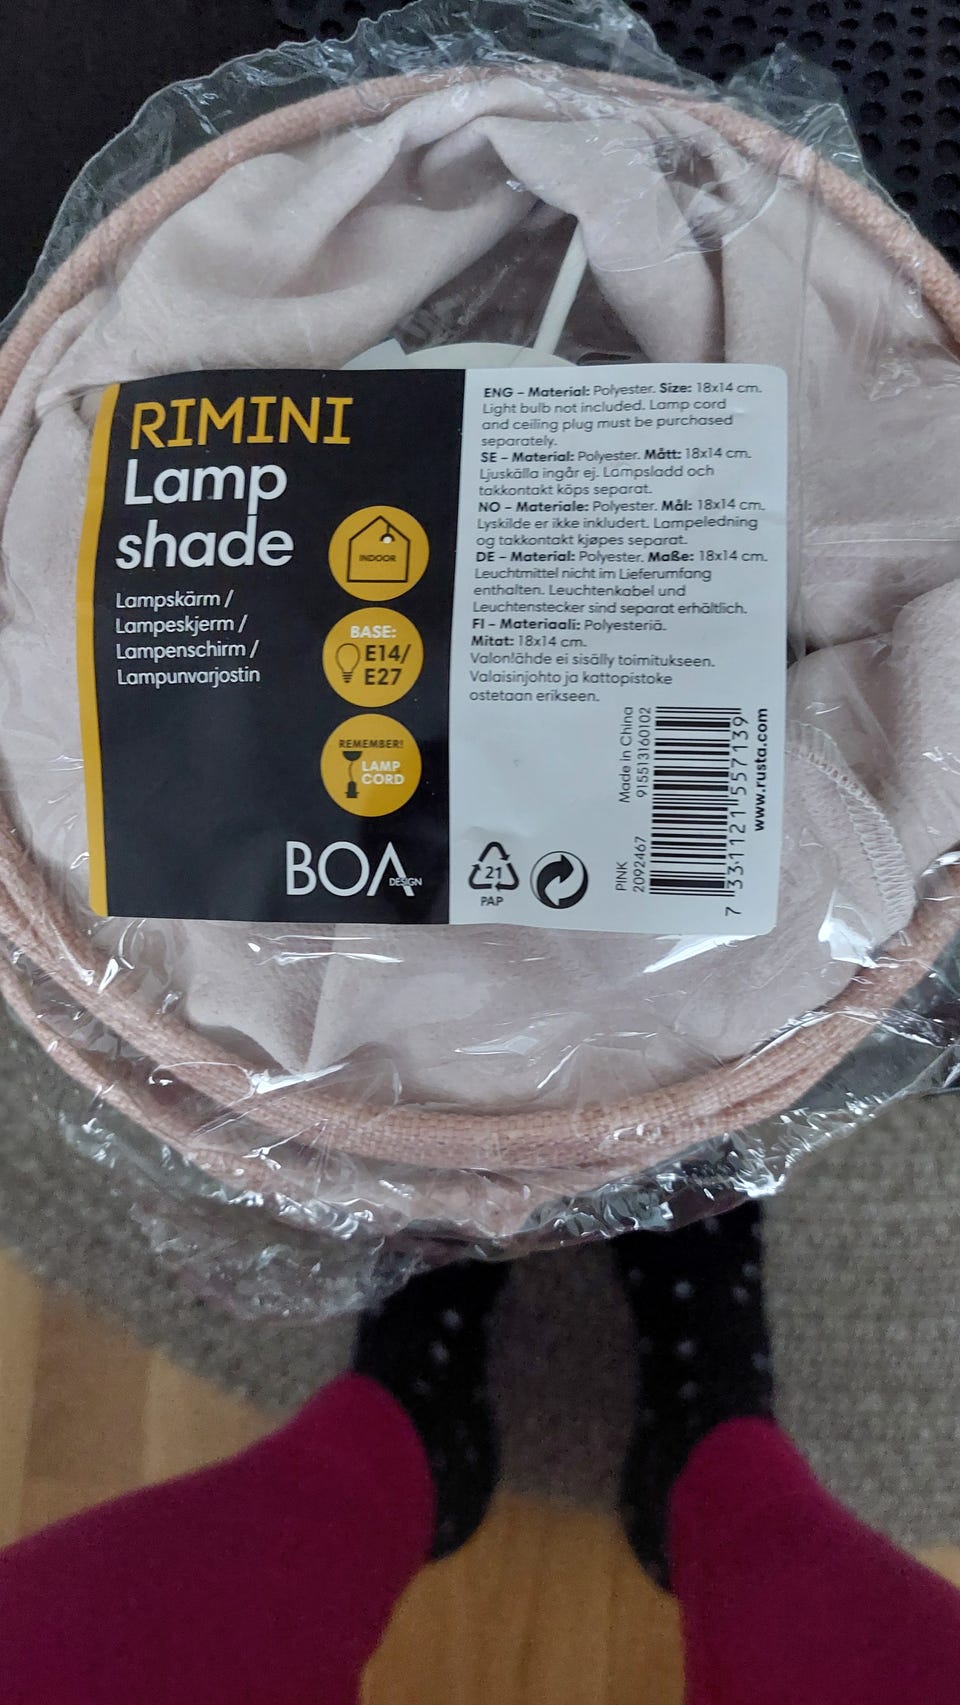 RIMINI
Lamp
shade
Lampskärm /
Lampeskjerm /
Lampenschirm /
Lampunvarjostin
INDOOR
BASE:
E14/
E27
REMEMBER!
LAMP
CORD
BOA
DESIGN
ENG – Material: Polyester. Size: 18x14 cm.
Light bulb not included. Lamp cord
and ceiling plug must be purchased
separately.
SE – Material: Polyester. Mått: 18x14 cm.
Ljuskälla ingår ej. Lampsladd och
takkontakt köps separat.
NO – Materiale: Polyester. Mål: 18x14 cm.
Lyskilde er ikke inkludert. Lampeledning
og takkontakt kjøpes separat.
DE – Material: Polyester. Maße: 18x14 cm.
Leuchtmittel nicht im Lieferumfang
enthalten. Leuchtenkabel und
Leuchtenstecker sind separat erhältlich.
FI – Materiaali: Polyesteriä.
Mitat: 18x14 cm.
Valonlähde ei sisälly toimitukseen.
Valaisinjohto ja kattopistoke
ostetaan erikseen.
21
PAP
PINK
2092467
Made in China
915513160102
7 331121 557139
www.rusta.com